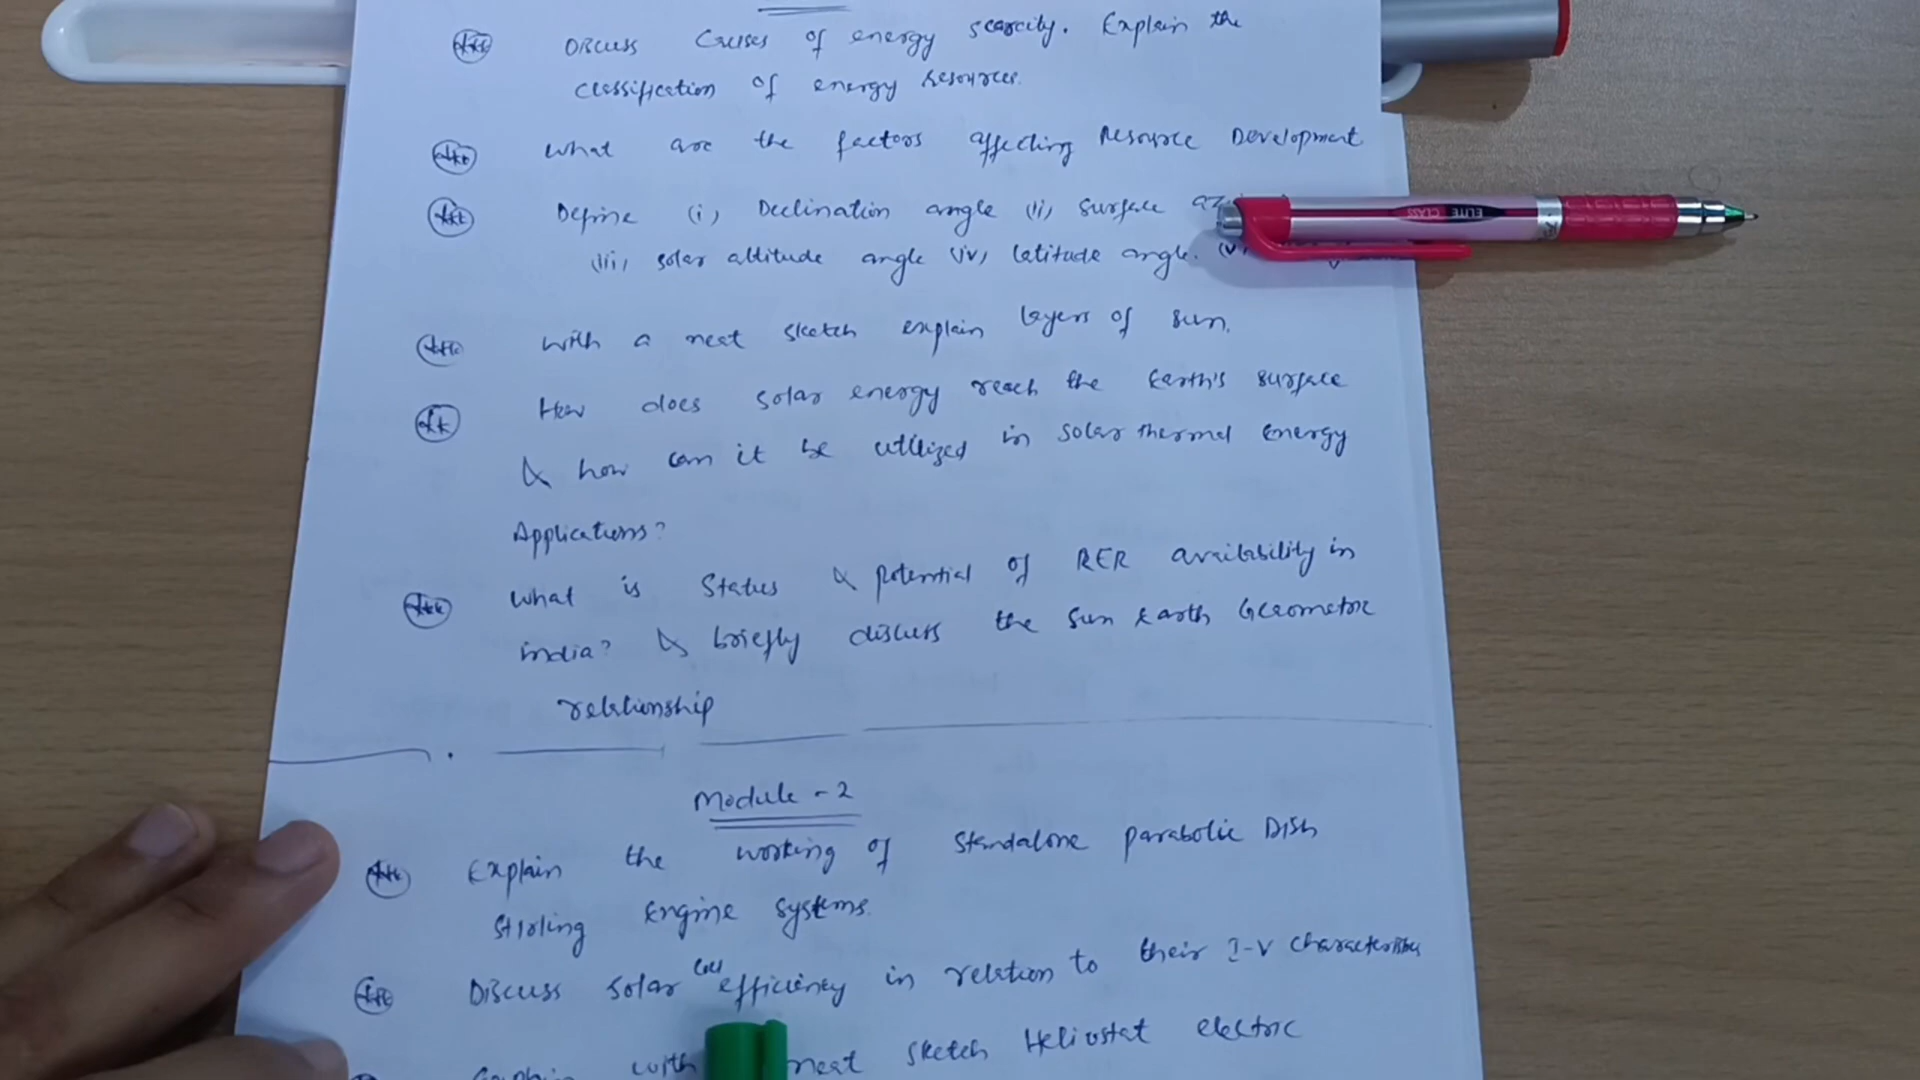 Discuss Causes of energy scarcity. Explain the
classification of energy resources.
What are the factors affecting Resource Development
Define (i) Declination angle (ii) surface az
(iii) solar altitude angle (iv) latitude angle. (v)
With a neat sketch explain layers of sun.
How does solar energy reach the Earth's surface
& how can it be utilized in solar thermal Energy
Applications?
What is Status & potential of RER availability in
india? & briefly discuss the Sun Earth Geometric
relationship
Module - 2
Explain the working of Standalone parabolic Dish
Stirling Engine systems.
Discuss solar cell efficiency in relation to their I-V characteristics
with neat sketch Heliostat electric
ELITE CLASS